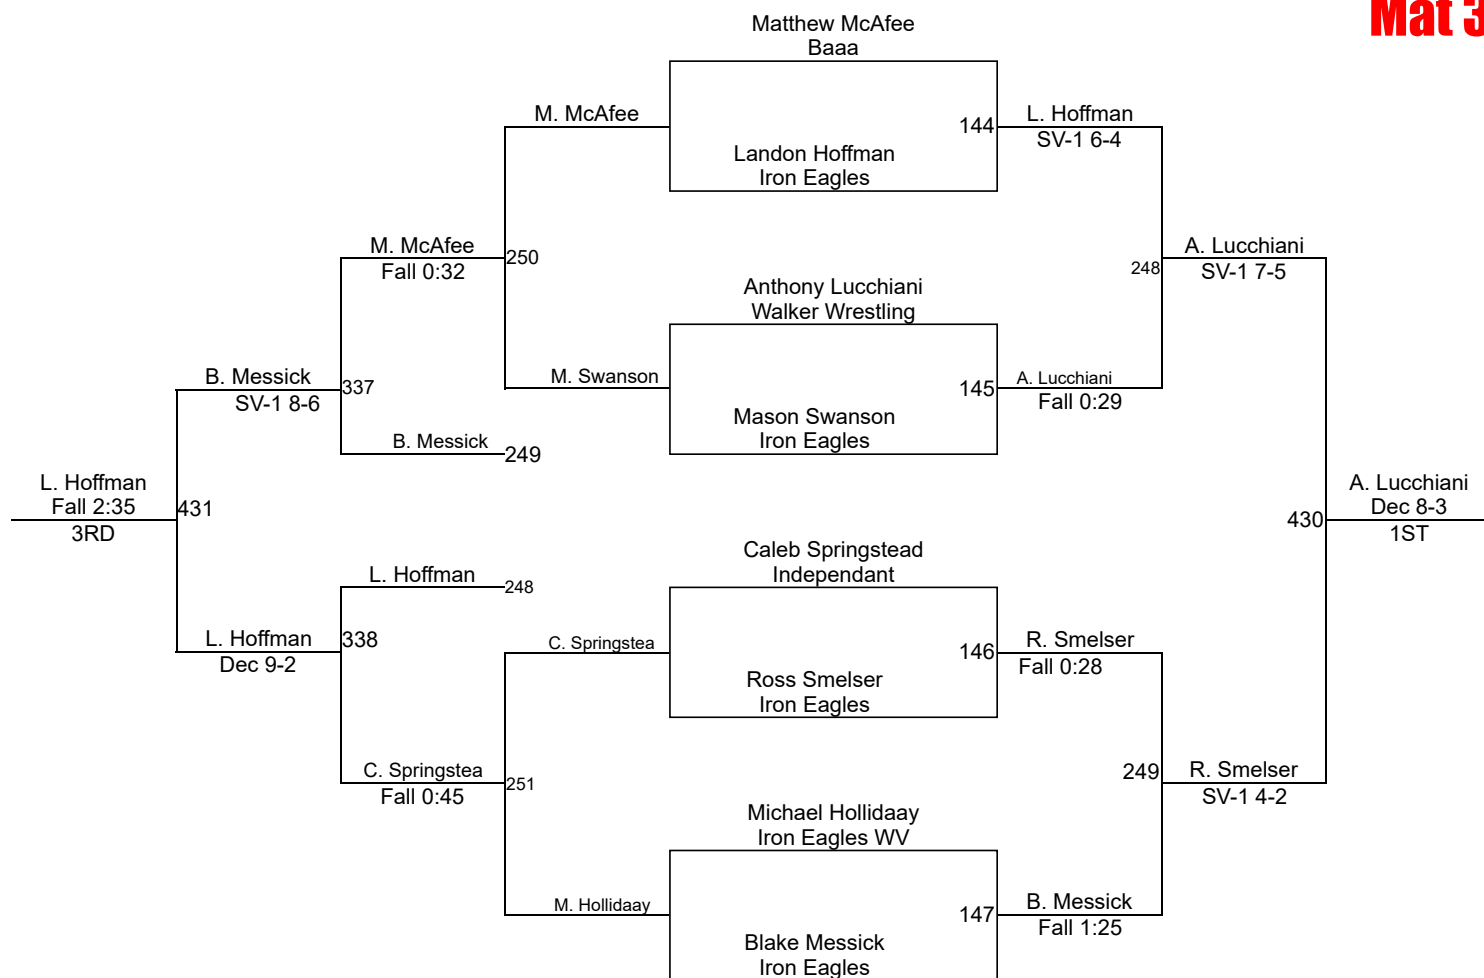 Mat 3
Matthew McAfee
Baaa
M. McAfee
144
L. Hoffman
SV-1 6-4
Landon Hoffman
Iron Eagles
M. McAfee
Fall 0:32
250
248
A. Lucchiani
SV-1 7-5
Anthony Lucchiani
Walker Wrestling
B. Messick
SV-1 8-6
337
M. Swanson
145
A. Lucchiani
Fall 0:29
Mason Swanson
Iron Eagles
B. Messick
249
L. Hoffman
Fall 2:35
3RD
431
430
A. Lucchiani
Dec 8-3
1ST
Caleb Springstead
Independant
L. Hoffman
248
L. Hoffman
Dec 9-2
338
C. Springstea
146
R. Smelser
Fall 0:28
Ross Smelser
Iron Eagles
C. Springstea
Fall 0:45
251
249
R. Smelser
SV-1 4-2
Michael Hollidaay
Iron Eagles WV
M. Hollidaay
147
B. Messick
Fall 1:25
Blake Messick
Iron Eagles